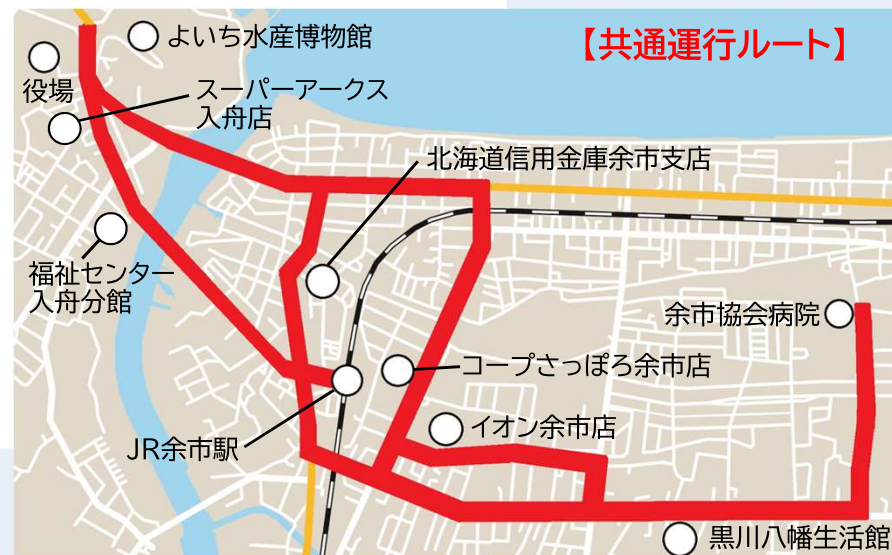 よいち水産博物館
【共通運行ルート】
役場
スーパーアークス
入舟店
北海道信用金庫余市支店
福祉センター
入舟分館
余市協会病院
コープさっぽろ余市店
イオン余市店
JR余市駅
黒川八幡生活館